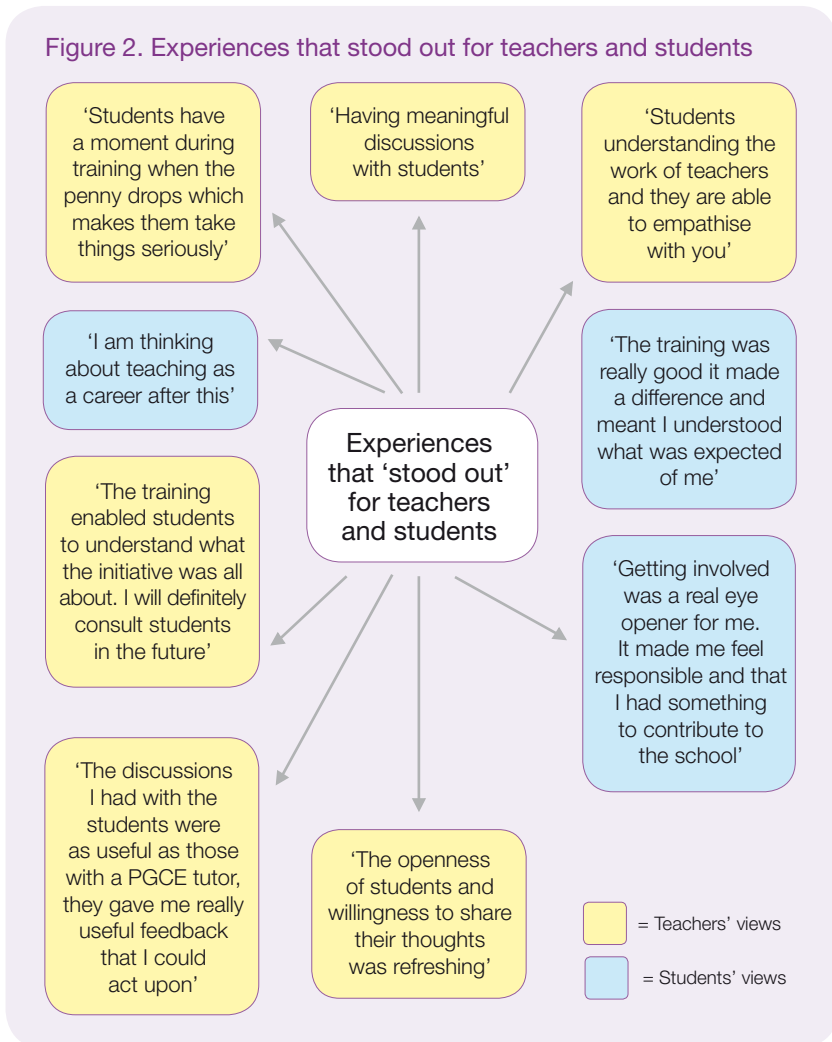 Figure 2. Experiences that stood out for teachers and students
‘Students have
a moment during
training when the
penny drops which
makes them take
things seriously’
‘Having meaningful
discussions
with students’
‘Students
understanding the
work of teachers
and they are able
to empathise
with you’
‘I am thinking
about teaching as
a career after this’
‘The training was
really good it made
a difference and
meant I understood
what was expected
of me’
Experiences
that ‘stood out’
for teachers
and students
‘The training
enabled students
to understand what
the initiative was all
about. I will definitely
consult students
in the future’
‘Getting involved
was a real eye
opener for me.
It made me feel
responsible and that
I had something
to contribute to
the school’
‘The discussions
I had with the
students were
as useful as those
with a PGCE tutor,
they gave me really
useful feedback
that I could
act upon’
‘The openness
of students and
willingness to share
their thoughts
was refreshing’
= Teachers’ views
= Students’ views